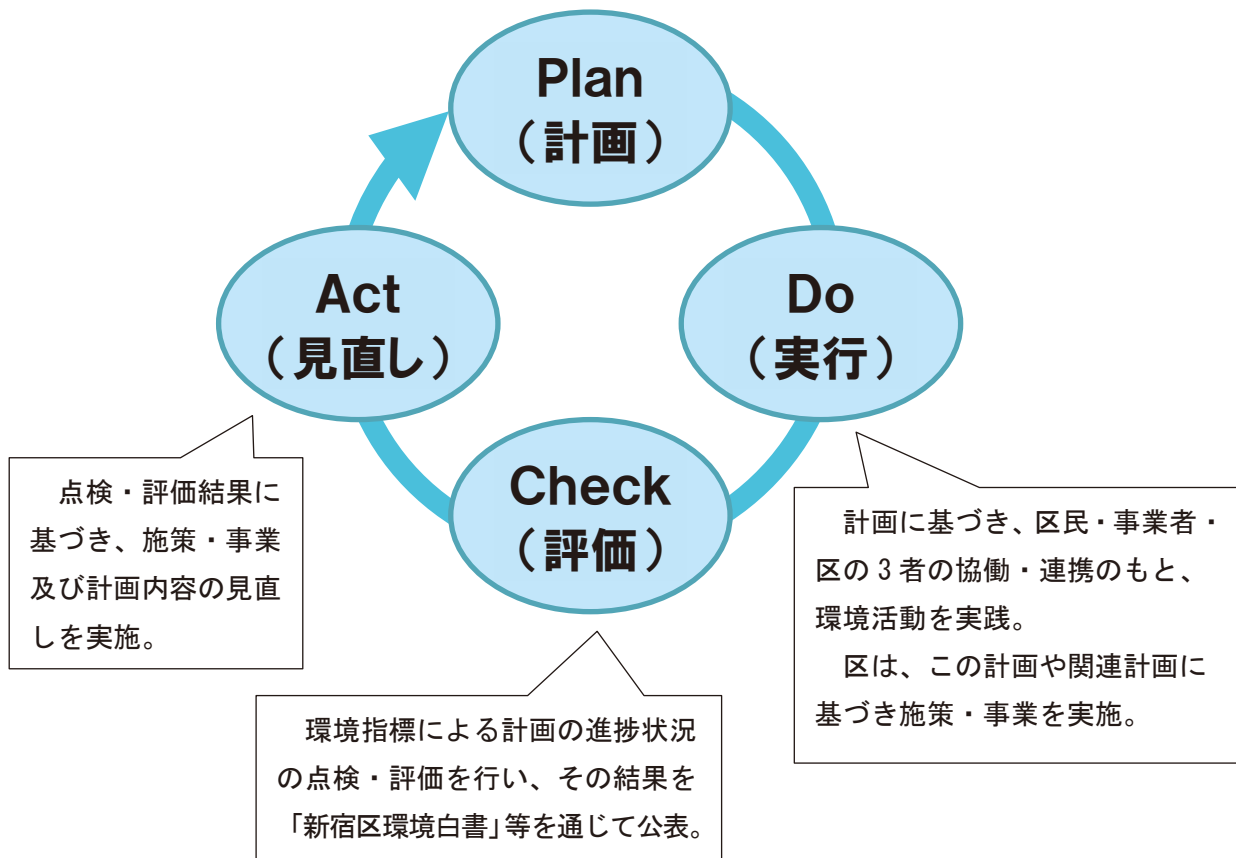 Plan
（計画）
Do
（実行）
Act
（見直し）
Check
（評価）
点検・評価結果に
基づき、施策・事業
及び計画内容の見直
しを実施。
計画に基づき、区民・事業者・
区の３者の協働・連携のもと、
環境活動を実践。
区は、この計画や関連計画に
基づき施策・事業を実施。
環境指標による計画の進捗状況
の点検・評価を行い、その結果を
「新宿区環境白書」等を通じて公表。